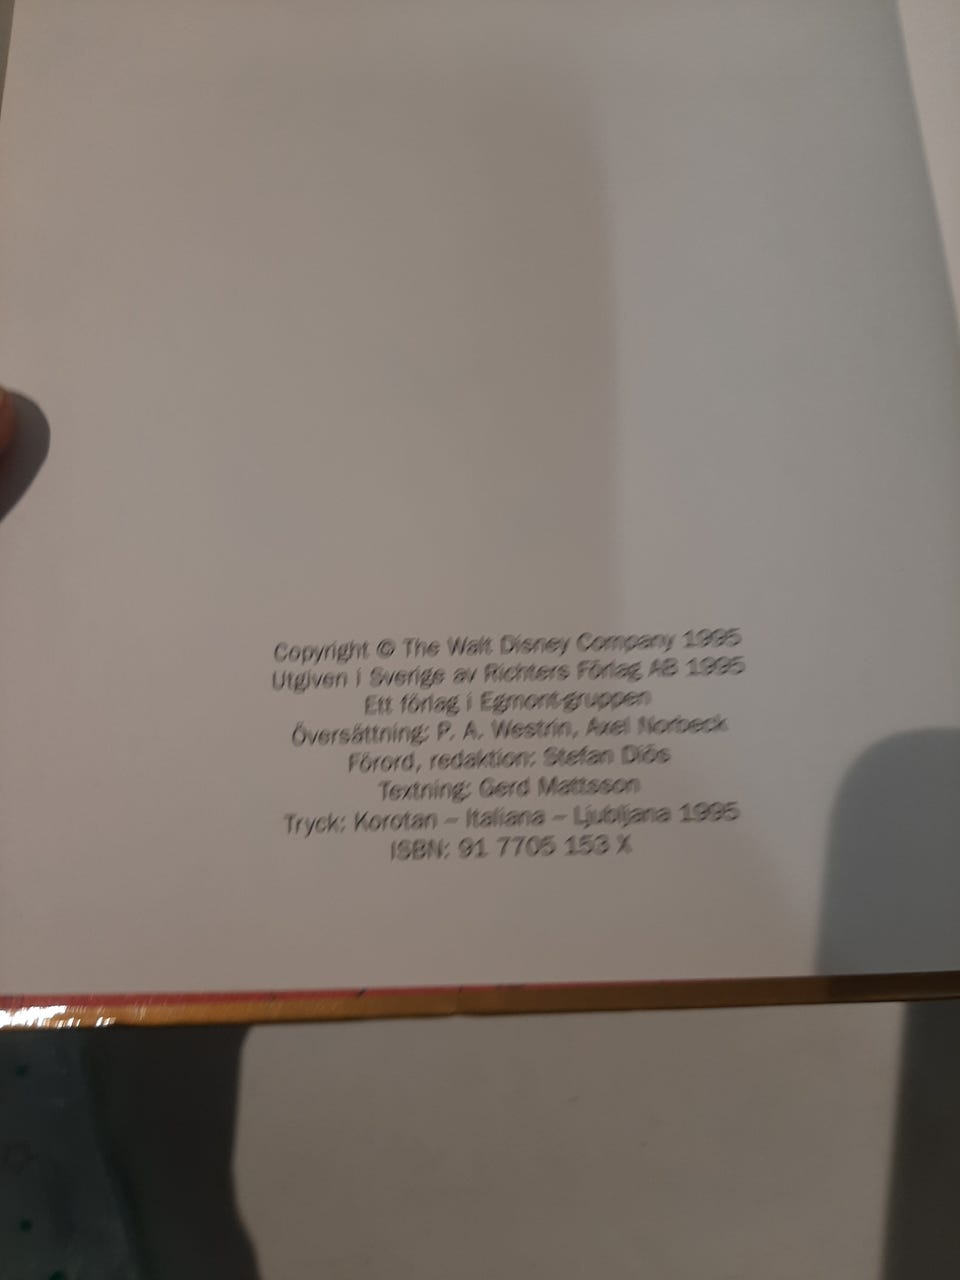 Copyright © The Walt Disney Company 1995
Utgiven i Sverige av Richters Förlag AB 1995
Ett förlag i Egmont-gruppen
Översättning: P. A. Westrin, Axel Norbeck
Förord, redaktion: Stefan Diös
Textning: Gerd Mattsson
Tryck: Korotan – Italiana – Ljubljana 1995
ISBN: 91 7705 153 X